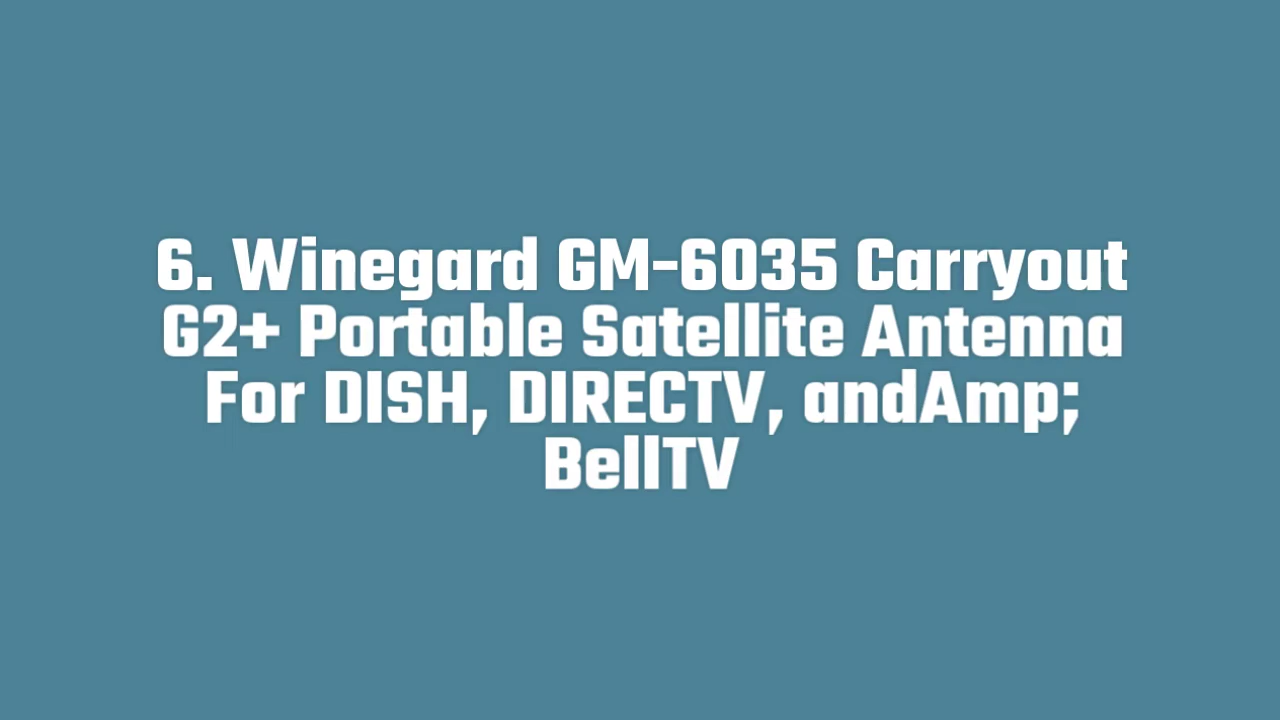 6. Winegard GM-6035 Carryout
G2+ Portable Satellite Antenna
For DISH, DIRECTV, andAmp;
BellTV